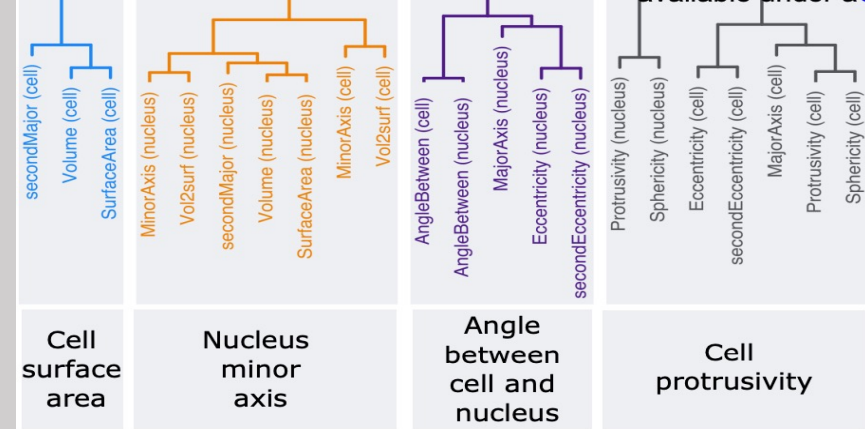 available under a
secondMajor (cell)
Volume (cell)
SurfaceArea (cell)
MinorAxis (nucleus)
Vol2surf (nucleus)
secondMajor (nucleus)
Volume (nucleus)
SurfaceArea (nucleus)
MinorAxis (cell)
Vol2surf (cell)
AngleBetween (cell)
AngleBetween (nucleus)
MajorAxis (nucleus)
Eccentricity (nucleus)
secondEccentricity (nucleus)
Protrusivity (nucleus)
Sphericity (nucleus)
Eccentricity (cell)
secondEccentricity (cell)
MajorAxis (cell)
Protrusivity (cell)
Sphericity (cell)
Cell
surface
area
Nucleus
minor
axis
Angle
between
cell and
nucleus
Cell
protrusivity